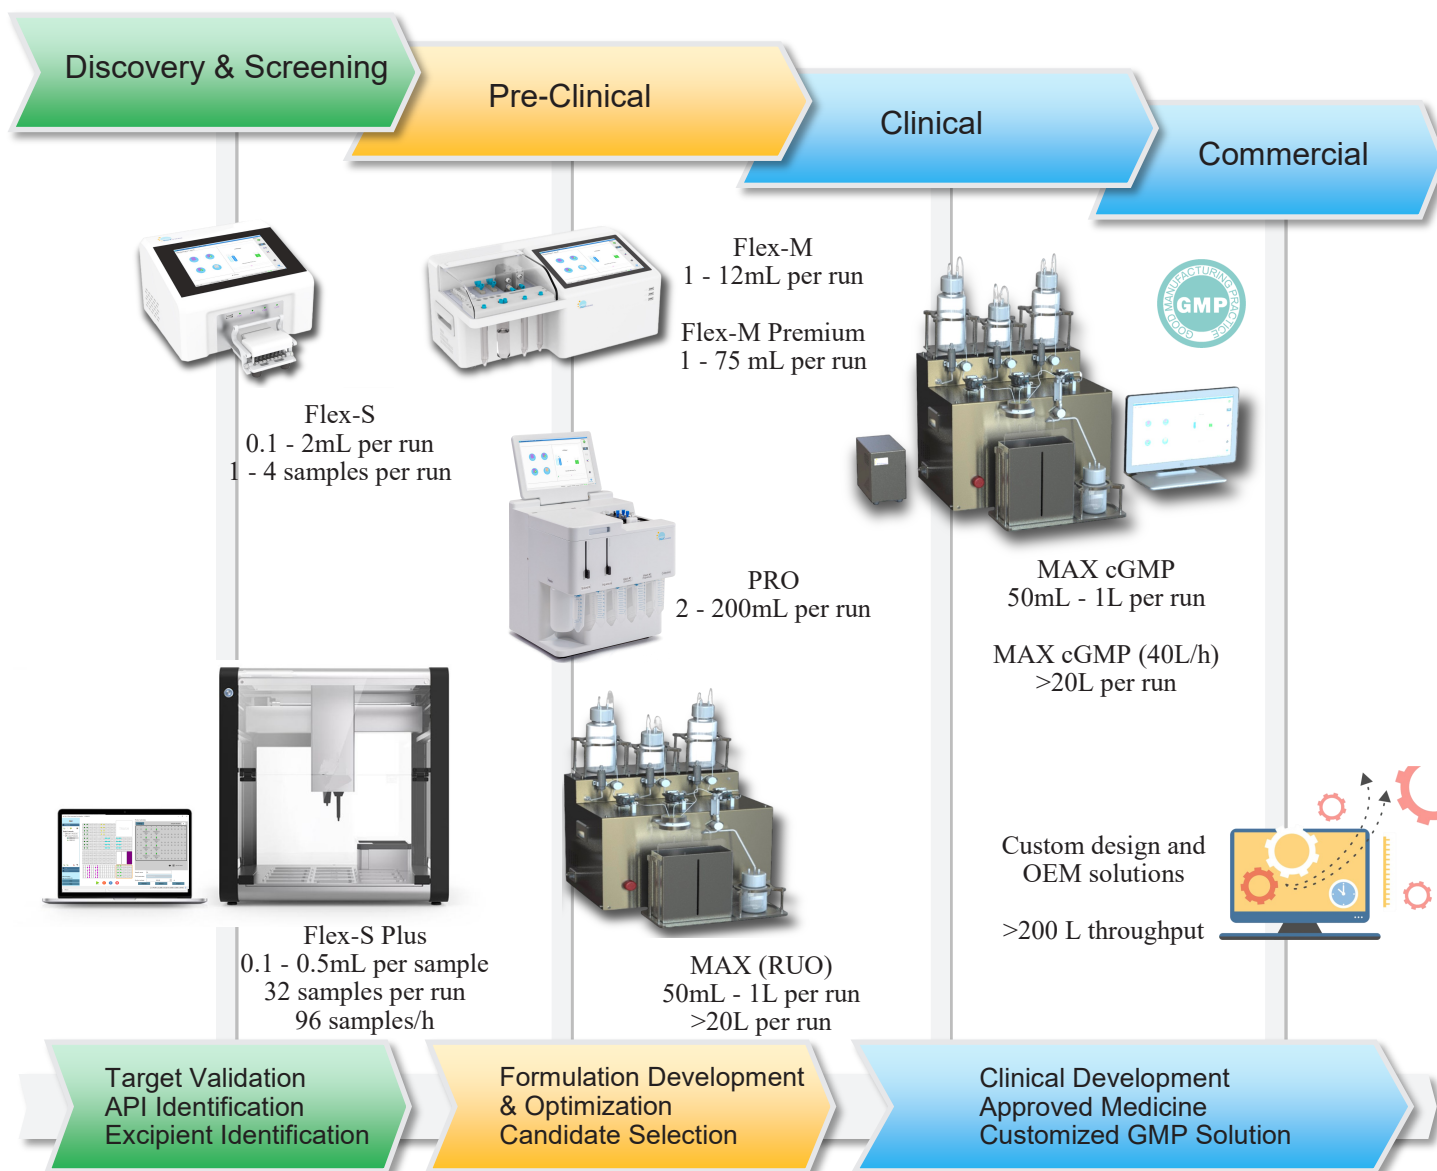 Discovery & Screening
Pre-Clinical
Clinical
Commercial
Flex-S
0.1 - 2mL per run
1 - 4 samples per run
Flex-M
1 - 12mL per run
Flex-M Premium
1 - 75 mL per run
GOOD MANUFACTURING PRACTICE
GMP
PRO
2 - 200mL per run
MAX cGMP
50mL - 1L per run
MAX cGMP (40L/h)
>20L per run
Flex-S Plus
0.1 - 0.5mL per sample
32 samples per run
96 samples/h
MAX (RUO)
50mL - 1L per run
>20L per run
Custom design and
OEM solutions
>200 L throughput
Target Validation
API Identification
Excipient Identification
Formulation Development
& Optimization
Candidate Selection
Clinical Development
Approved Medicine
Customized GMP Solution